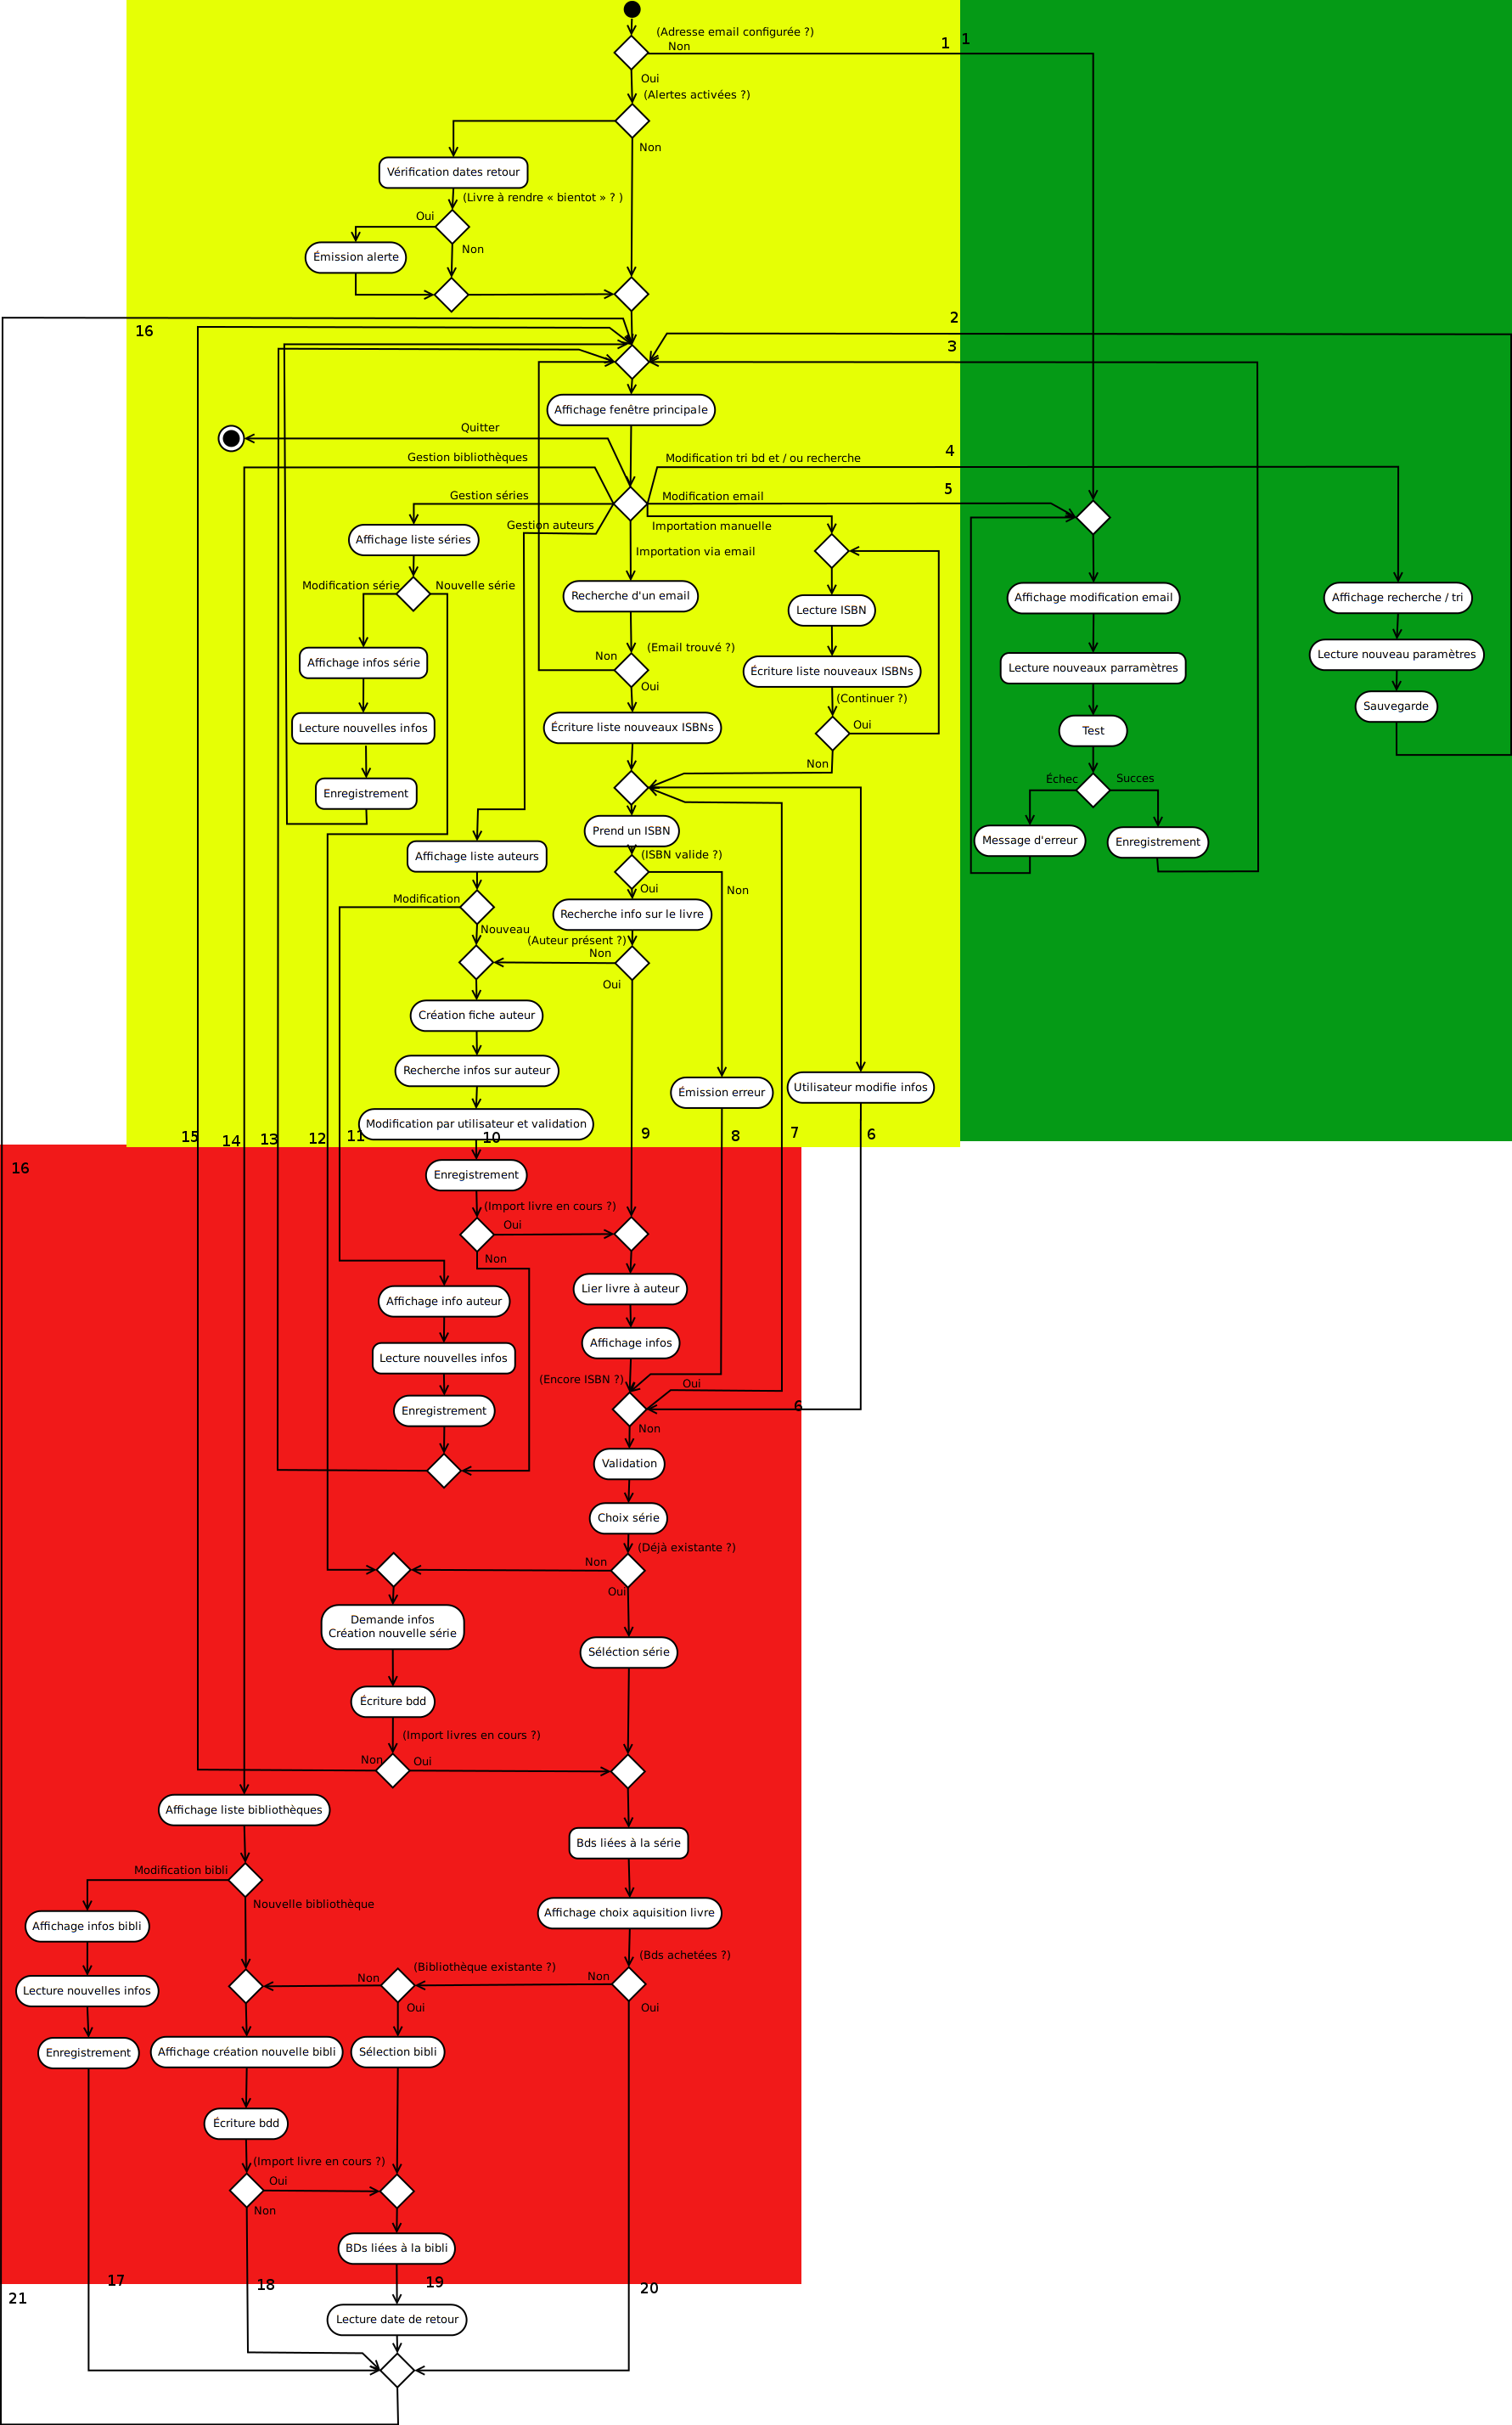 (Adresse email configurée ?)
Non
1
1
Oui
(Alertes activées ?)
Non
Vérification dates retour
(Livre à rendre « bientot » ? )
Oui
Non
Émission alerte
2
16
3
Affichage fenêtre principale
Quitter
Gestion bibliothèques
Modification tri bd et / ou recherche
4
Gestion séries
Modification email
5
Gestion auteurs
Importation manuelle
Affichage liste séries
Importation via email
Modification série
Nouvelle série
Recherche d'un email
Lecture ISBN
Affichage modification email
Affichage recherche / tri
(Email trouvé ?)
Non
Oui
Affichage infos série
Écriture liste nouveaux ISBNs
Lecture nouveaux parramètres
Lecture nouveau paramètres
(Continuer ?)
Sauvegarde
Lecture nouvelles infos
Écriture liste nouveaux ISBNs
Oui
Test
Non
Échec
Succes
Enregistrement
Prend un ISBN
Message d'erreur
Enregistrement
Affichage liste auteurs
(ISBN valide ?)
Oui
Non
Modification
Recherche info sur le livre
Nouveau
(Auteur présent ?)
Non
Oui
Création fiche auteur
Recherche infos sur auteur
Émission erreur
Utilisateur modifie infos
Modification par utilisateur et validation
15
14
13
12
11
10
9
8
7
6
16
Enregistrement
(Import livre en cours ?)
Oui
Non
Lier livre à auteur
Affichage info auteur
Affichage infos
Lecture nouvelles infos
(Encore ISBN ?)
Oui
6
Enregistrement
Non
Validation
Choix série
(Déjà existante ?)
Non
Oui
Demande infos
Création nouvelle série
Séléction série
Écriture bdd
(Import livres en cours ?)
Non
Oui
Affichage liste bibliothèques
Bds liées à la série
Modification bibli
Nouvelle bibliothèque
Affichage choix aquisition livre
Affichage infos bibli
(Bds achetées ?)
(Bibliothèque existante ?)
Non
Non
Lecture nouvelles infos
Oui
Oui
Enregistrement
Affichage création nouvelle bibli
Sélection bibli
Écriture bdd
(Import livre en cours ?)
Oui
Non
BDs liées à la bibli
17
18
19
20
21
Lecture date de retour